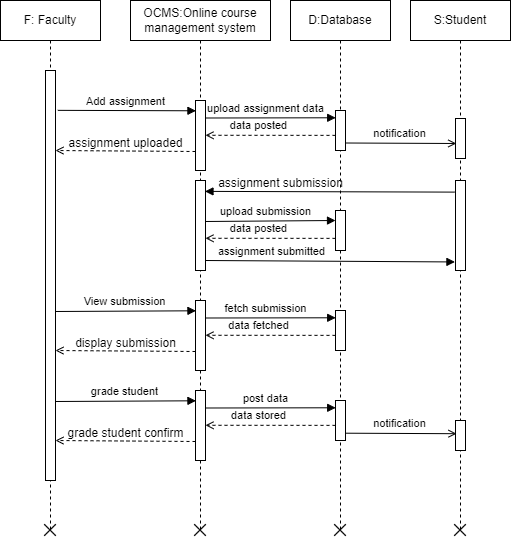 F: Faculty
OCMS:Online course
management system
D:Database
S:Student
Add assignment
upload assignment data
data posted
notification
assignment uploaded
assignment submission
upload submission
data posted
assignment submitted
View submission
fetch submission
data fetched
display submission
grade student
post data
data stored
notification
grade student confirm